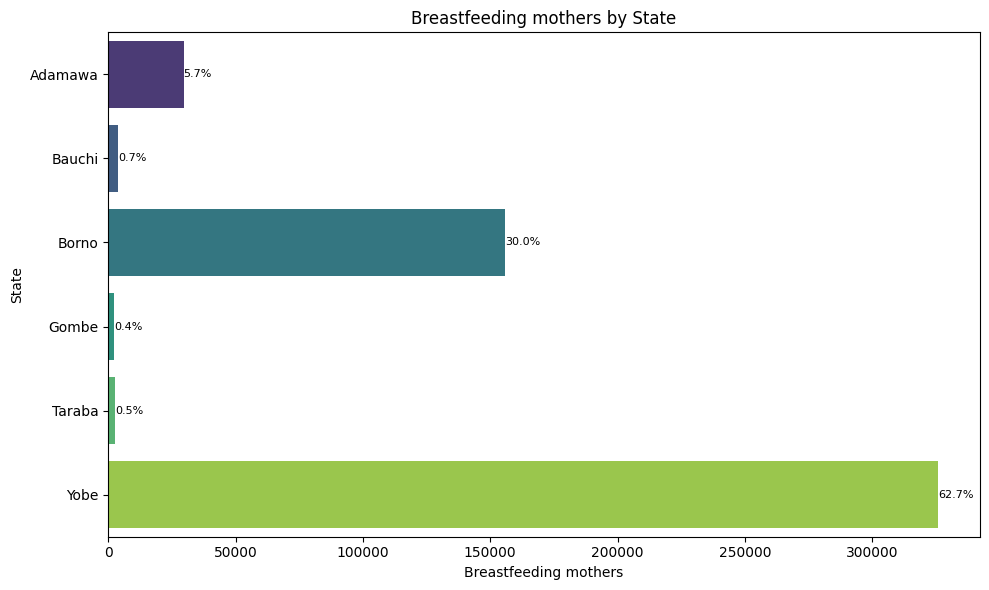 Breastfeeding mothers by State
State
Adamawa
5.7%
Bauchi
0.7%
Borno
30.0%
Gombe
0.4%
Taraba
0.5%
Yobe
62.7%
0
50000
100000
150000
200000
250000
300000
Breastfeeding mothers